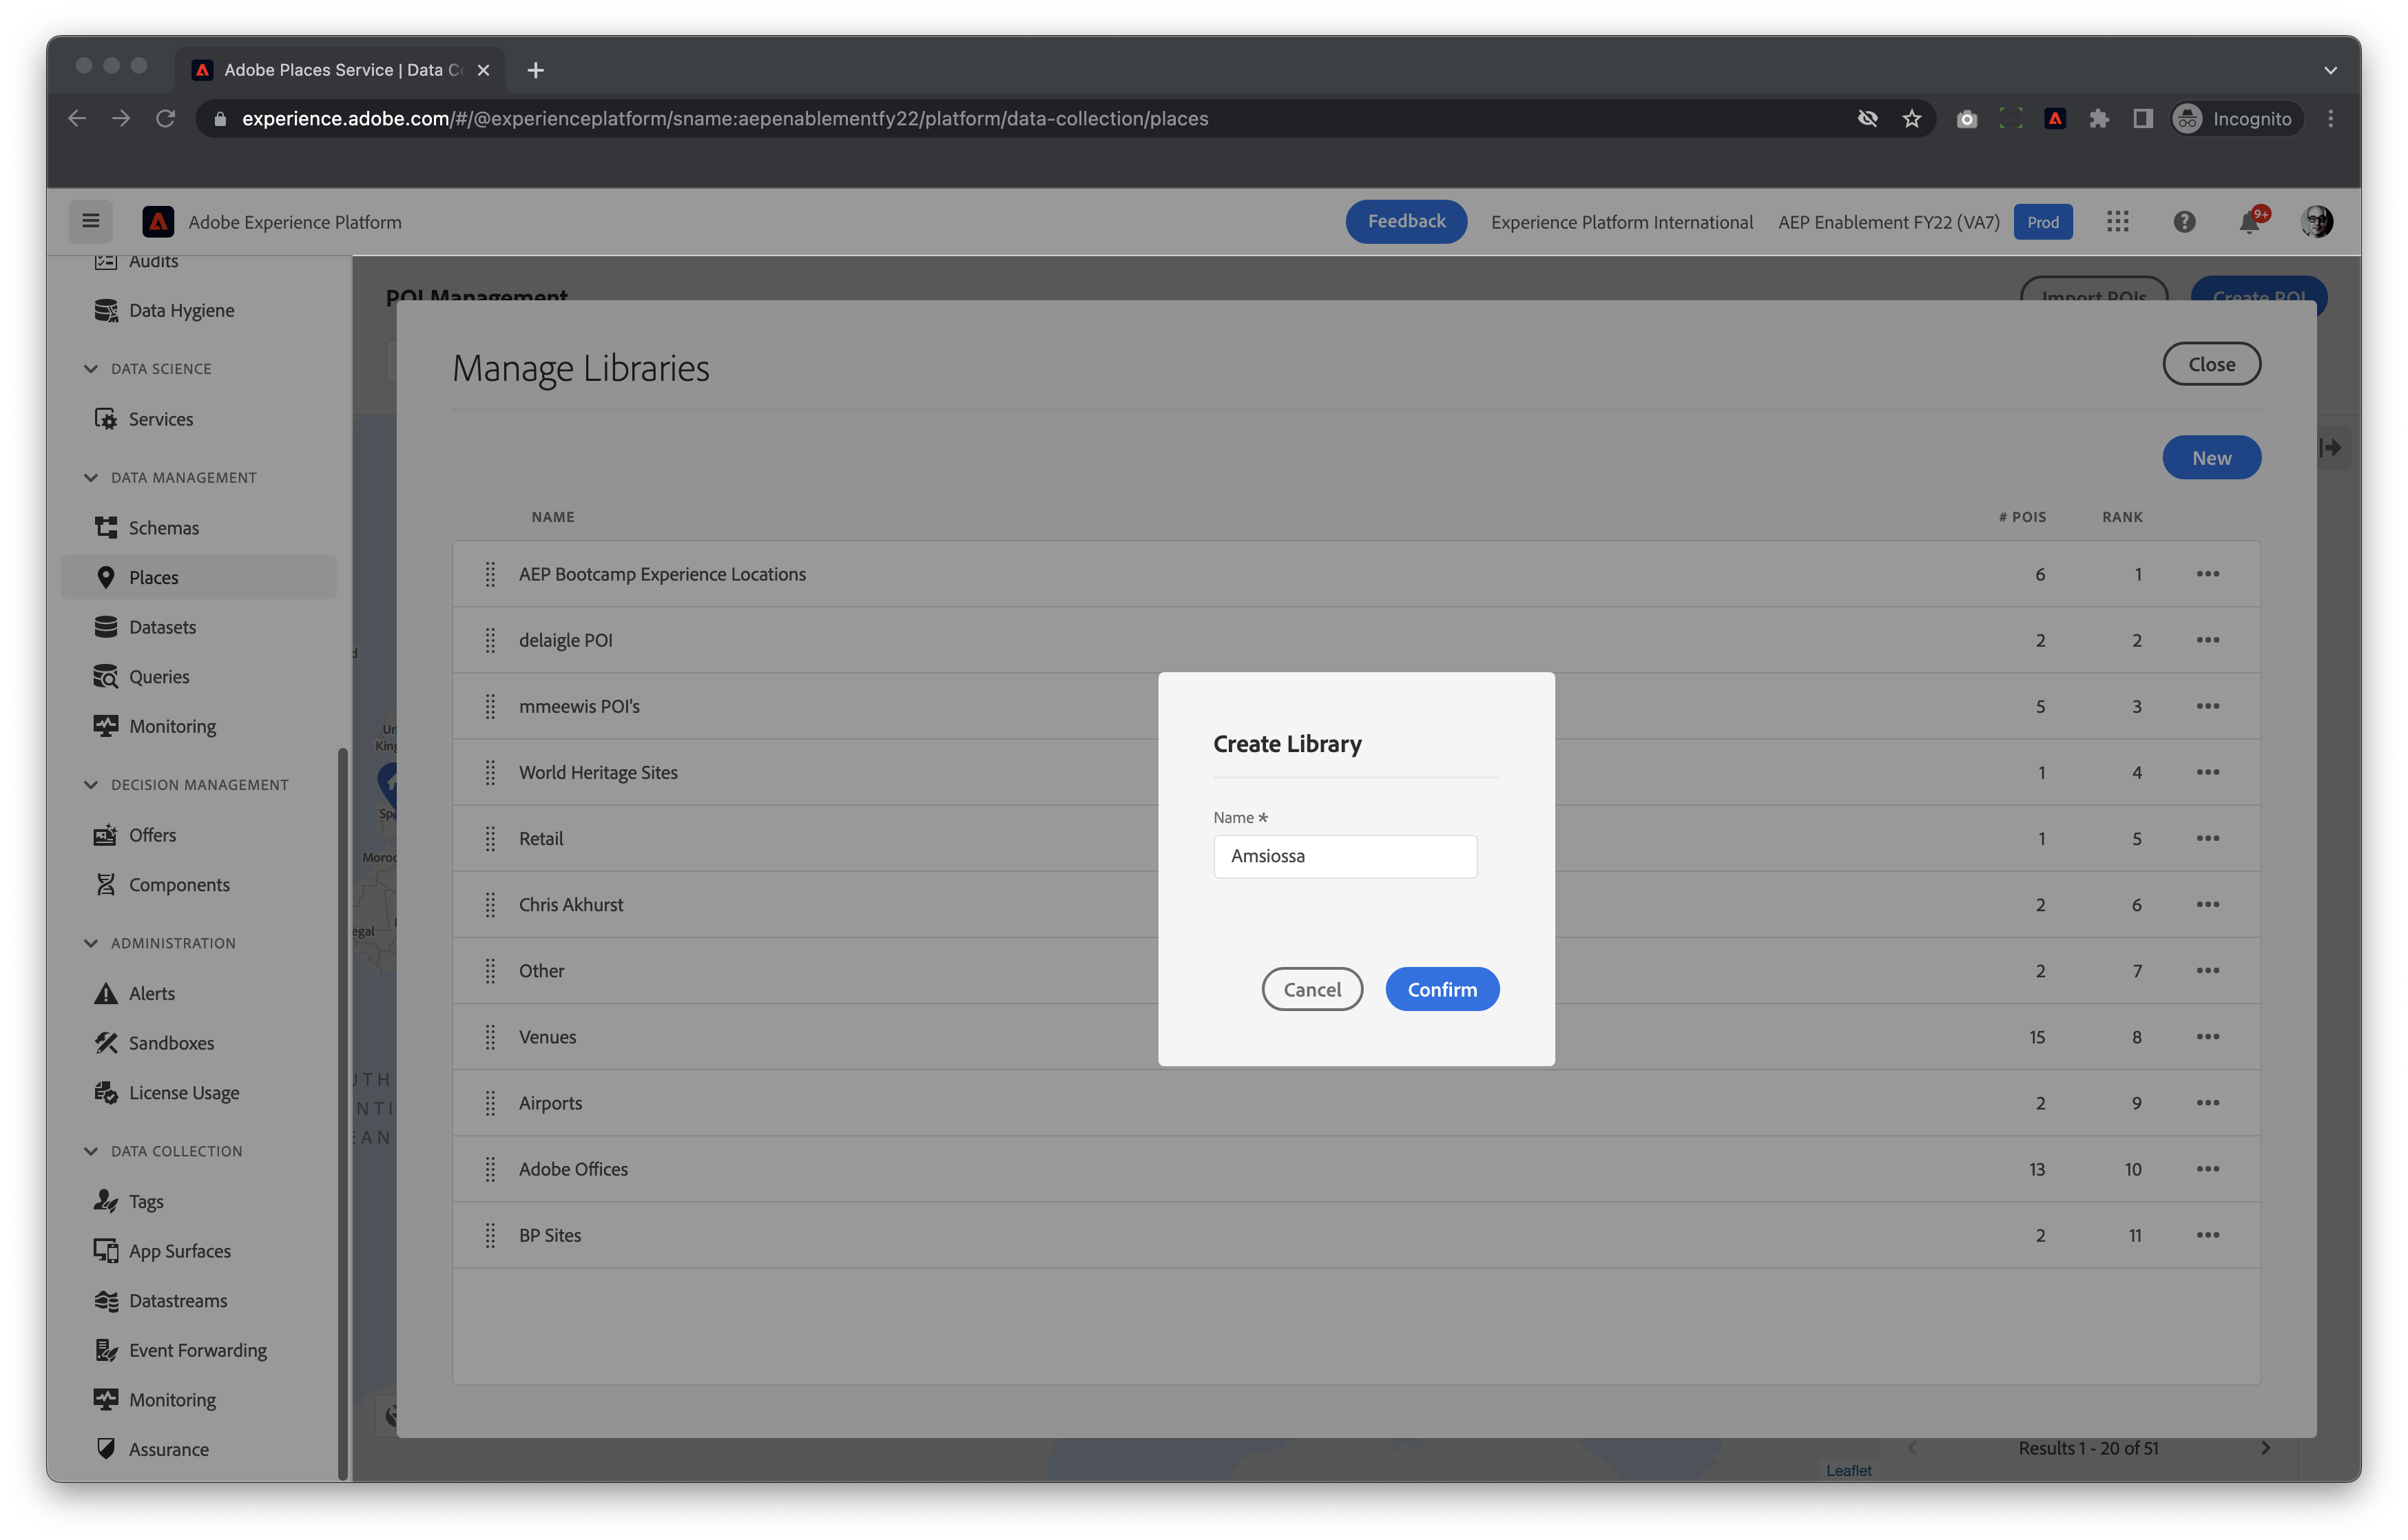 Adobe Places Service | Data Co
experience.adobe.com/#/@experienceplatform/sname:aepenablementfy22/platform/data-collection/places
Incognito
Adobe Experience Platform
Feedback
Experience Platform International
AEP Enablement FY22 (VA7)
Prod
9+
Audits
Data Hygiene
DATA SCIENCE
Services
DATA MANAGEMENT
Schemas
Places
Datasets
Queries
Monitoring
DECISION MANAGEMENT
Offers
Components
ADMINISTRATION
Alerts
Sandboxes
License Usage
DATA COLLECTION
Tags
App Surfaces
Datastreams
Event Forwarding
Monitoring
Assurance
POI Management
Import POIs
Create POI
Manage Libraries
Close
New
NAME # POIS RANK
AEP Bootcamp Experience Locations 6 1
delaigle POI 2 2
mmeewis POI's 5 3
World Heritage Sites 1 4
Retail 1 5
Chris Akhurst 2 6
Other 2 7
Venues 15 8
Airports 2 9
Adobe Offices 13 10
BP Sites 2 11
Create Library
Name *
Amsiossa
Cancel
Confirm
Results 1 - 20 of 51
Leaflet